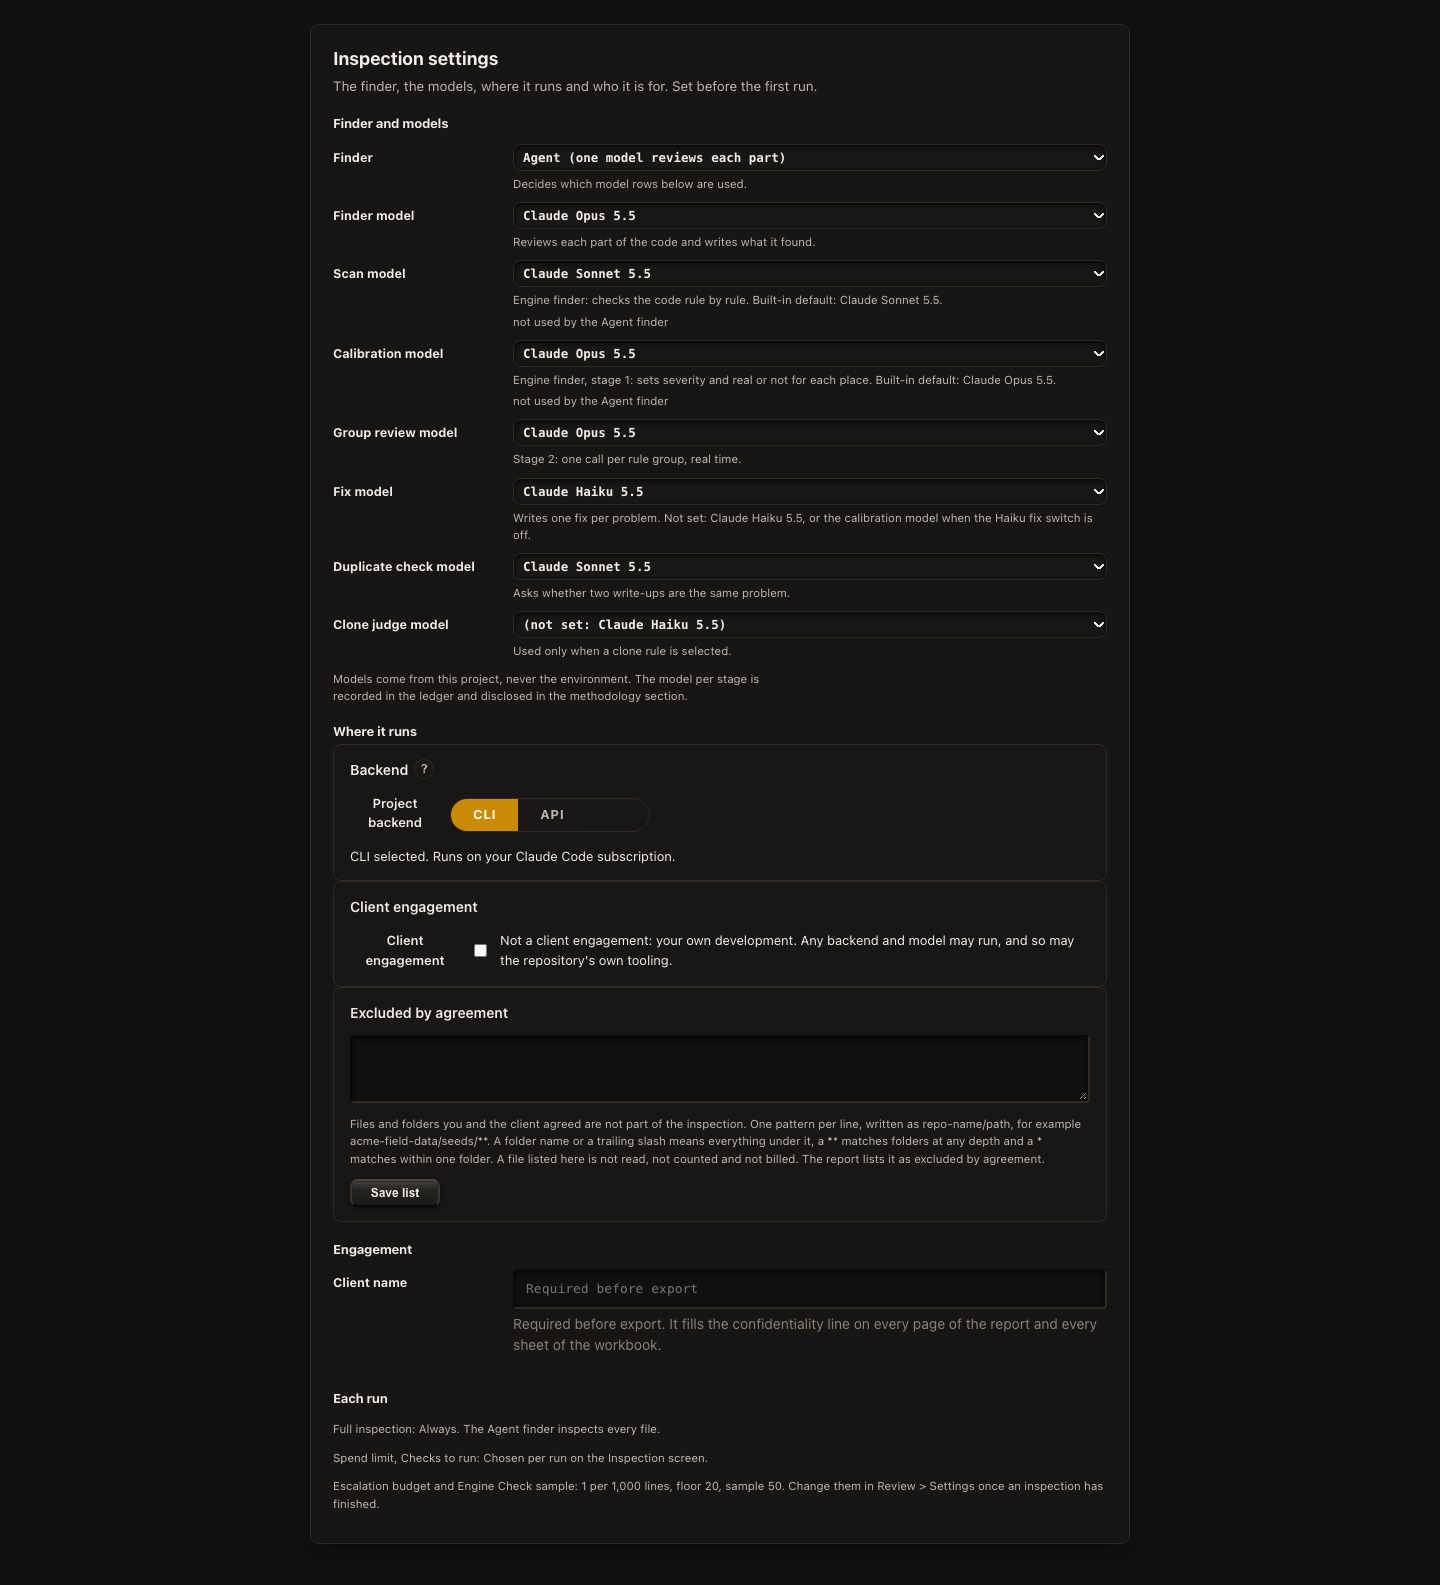 Inspection settings
The finder, the models, where it runs and who it is for. Set before the first run.
Finder and models
Finder
Agent (one model reviews each part)
Decides which model rows below are used.
Finder model
Claude Opus 5.5
Reviews each part of the code and writes what it found.
Scan model
Claude Sonnet 5.5
Engine finder: checks the code rule by rule. Built-in default: Claude Sonnet 5.5.
not used by the Agent finder
Calibration model
Claude Opus 5.5
Engine finder, stage 1: sets severity and real or not for each place. Built-in default: Claude Opus 5.5.
not used by the Agent finder
Group review model
Claude Opus 5.5
Stage 2: one call per rule group, real time.
Fix model
Claude Haiku 5.5
Writes one fix per problem. Not set: Claude Haiku 5.5, or the calibration model when the Haiku fix switch is
off.
Duplicate check model
Claude Sonnet 5.5
Asks whether two write-ups are the same problem.
Clone judge model
(not set: Claude Haiku 5.5)
Used only when a clone rule is selected.
Models come from this project, never the environment. The model per stage is
recorded in the ledger and disclosed in the methodology section.
Where it runs
Backend ?
Project
backend
CLI API
CLI selected. Runs on your Claude Code subscription.
Client engagement
Client
engagement
Not a client engagement: your own development. Any backend and model may run, and so may
the repository's own tooling.
Excluded by agreement
Files and folders you and the client agreed are not part of the inspection. One pattern per line, written as repo-name/path, for example
acme-field-data/seeds/**. A folder name or a trailing slash means everything under it, a ** matches folders at any depth and a *
matches within one folder. A file listed here is not read, not counted and not billed. The report lists it as excluded by agreement.
Save list
Engagement
Client name
Required before export
Required before export. It fills the confidentiality line on every page of the report and every
sheet of the workbook.
Each run
Full inspection: Always. The Agent finder inspects every file.
Spend limit, Checks to run: Chosen per run on the Inspection screen.
Escalation budget and Engine Check sample: 1 per 1,000 lines, floor 20, sample 50. Change them in Review > Settings once an inspection has
finished.